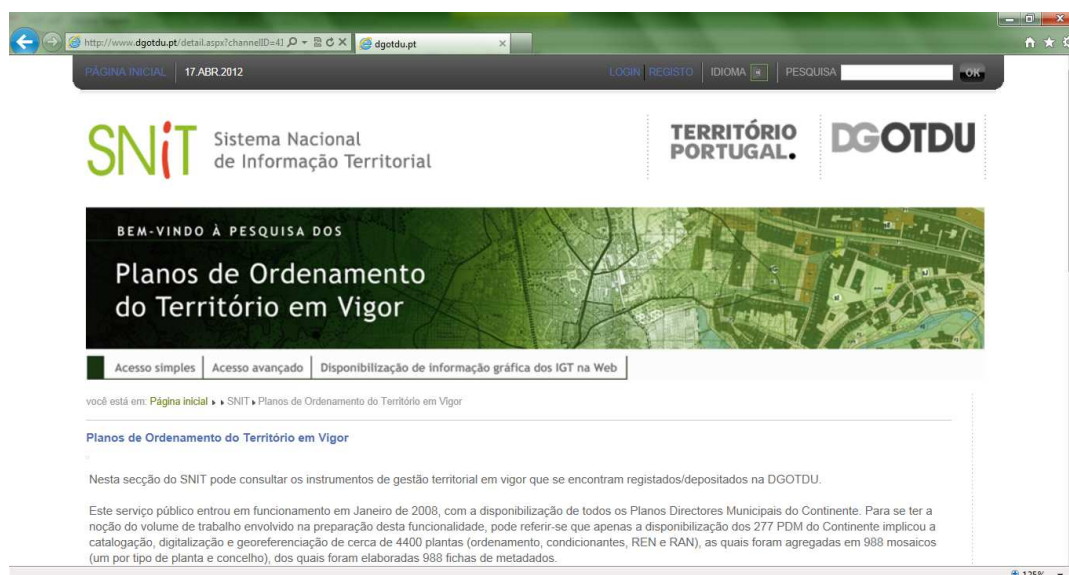 http://www.dgotdu.pt/detail.aspx?channelID=41
dgotdu.pt
PÁGINA INICIAL 17.ABR.2012 LOGIN REGISTO IDIOMA PESQUISA OK
SNiT Sistema Nacional
de Informação Territorial
TERRITÓRIO
PORTUGAL.
DGOTDU
BEM-VINDO À PESQUISA DOS
Planos de Ordenamento
do Território em Vigor
Acesso simples Acesso avançado Disponibilização de informação gráfica dos IGT na Web
você está em: Página inicial SNIT Planos de Ordenamento do Território em Vigor
Planos de Ordenamento do Território em Vigor
Nesta secção do SNIT pode consultar os instrumentos de gestão territorial em vigor que se encontram registados/depositados na DGOTDU.
Este serviço público entrou em funcionamento em Janeiro de 2008, com a disponibilização de todos os Planos Directores Municipais do Continente. Para se ter a
noção do volume de trabalho envolvido na preparação desta funcionalidade, pode referir-se que apenas a disponibilização dos 277 PDM do Continente implicou a
catalogação, digitalização e georeferenciação de cerca de 4400 plantas (ordenamento, condicionantes, REN e RAN), as quais foram agregadas em 988 mosaicos
(um por tipo de planta e concelho), dos quais foram elaboradas 988 fichas de metadados.
125%